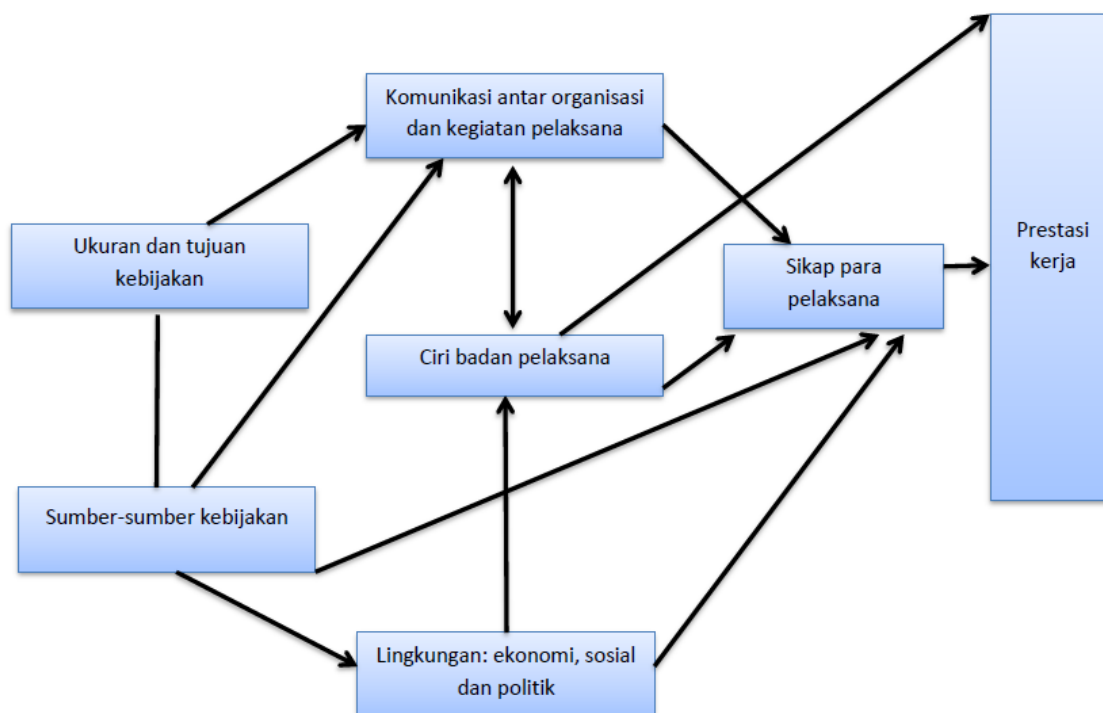 Komunikasi antar organisasi
dan kegiatan pelaksana
Ukuran dan tujuan
kebijakan
Prestasi
kerja
Sikap para
pelaksana
Ciri badan pelaksana
Sumber-sumber kebijakan
Lingkungan: ekonomi, sosial
dan politik